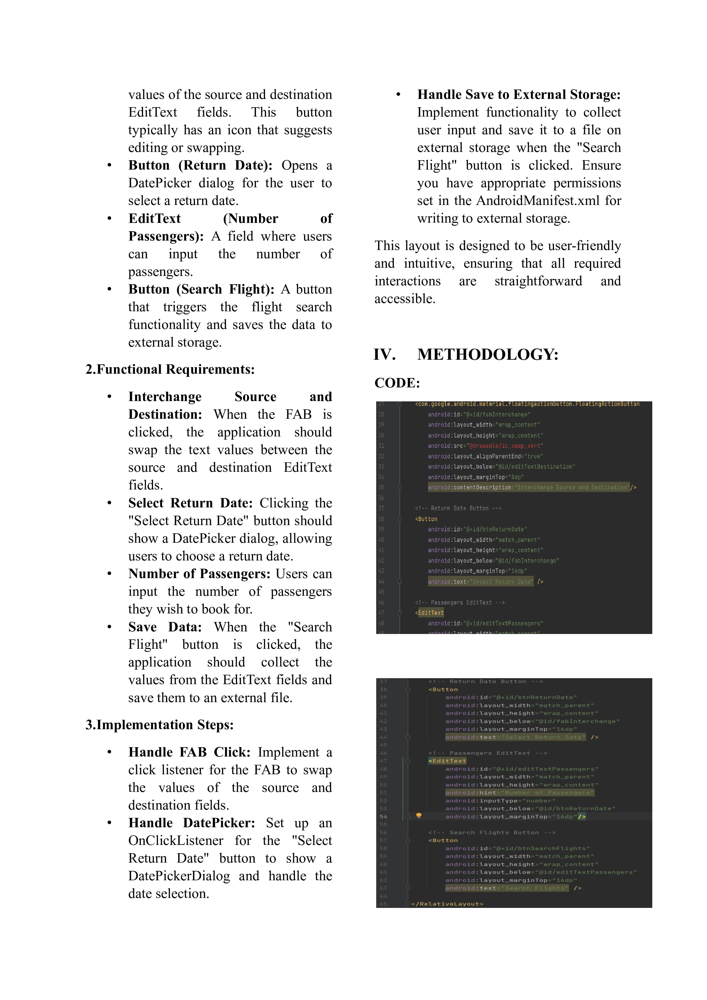 values of the source and destination
EditText fields. This button
typically has an icon that suggests
editing or swapping.
• Button (Return Date): Opens a
DatePicker dialog for the user to
select a return date.
• EditText (Number of
Passengers): A field where users
can input the number of
passengers.
• Button (Search Flight): A button
that triggers the flight search
functionality and saves the data to
external storage.
2.Functional Requirements:
• Interchange Source and
Destination: When the FAB is
clicked, the application should
swap the text values between the
source and destination EditText
fields.
• Select Return Date: Clicking the
"Select Return Date" button should
show a DatePicker dialog, allowing
users to choose a return date.
• Number of Passengers: Users can
input the number of passengers
they wish to book for.
• Save Data: When the "Search
Flight" button is clicked, the
application should collect the
values from the EditText fields and
save them to an external file.
3.Implementation Steps:
• Handle FAB Click: Implement a
click listener for the FAB to swap
the values of the source and
destination fields.
• Handle DatePicker: Set up an
OnClickListener for the "Select
Return Date" button to show a
DatePickerDialog and handle the
date selection.
• Handle Save to External Storage:
Implement functionality to collect
user input and save it to a file on
external storage when the "Search
Flight" button is clicked. Ensure
you have appropriate permissions
set in the AndroidManifest.xml for
writing to external storage.
This layout is designed to be user-friendly
and intuitive, ensuring that all required
interactions are straightforward and
accessible.
IV. METHODOLOGY:
CODE:
27 <com.google.android.material.floatingactionbutton.FloatingActionButton
28 android:id="@+id/fabInterchange"
29 android:layout_width="wrap_content"
30 android:layout_height="wrap_content"
31 android:src="@drawable/ic_swap_vert"
32 android:layout_alignParentEnd="true"
33 android:layout_below="@id/editTextDestination"
34 android:layout_marginTop="8dp"
35 android:contentDescription="Interchange Source and Destination"/>
36
37 <!-- Return Date Button -->
38 <Button
39 android:id="@+id/btnReturnDate"
40 android:layout_width="match_parent"
41 android:layout_height="wrap_content"
42 android:layout_below="@id/fabInterchange"
43 android:layout_marginTop="16dp"
44 android:text="Select Return Date" />
45
46 <!-- Passengers EditText -->
47 <EditText
48 android:id="@+id/editTextPassengers"
49 android:layout_width="match_parent"
37 <!-- Return Date Button -->
38 <Button
39 android:id="@+id/btnReturnDate"
40 android:layout_width="match_parent"
41 android:layout_height="wrap_content"
42 android:layout_below="@id/fabInterchange"
43 android:layout_marginTop="16dp"
44 android:text="Select Return Date" />
45
46 <!-- Passengers EditText -->
47 <EditText
48 android:id="@+id/editTextPassengers"
49 android:layout_width="match_parent"
50 android:layout_height="wrap_content"
51 android:hint="Number of Passengers"
52 android:inputType="number"
53 android:layout_below="@id/btnReturnDate"
54 android:layout_marginTop="16dp"/>
55
56 <!-- Search Flights Button -->
57 <Button
58 android:id="@+id/btnSearchFlights"
59 android:layout_width="match_parent"
60 android:layout_height="wrap_content"
61 android:layout_below="@id/editTextPassengers"
62 android:layout_marginTop="16dp"
63 android:text="Search Flights" />
64
65 </RelativeLayout>